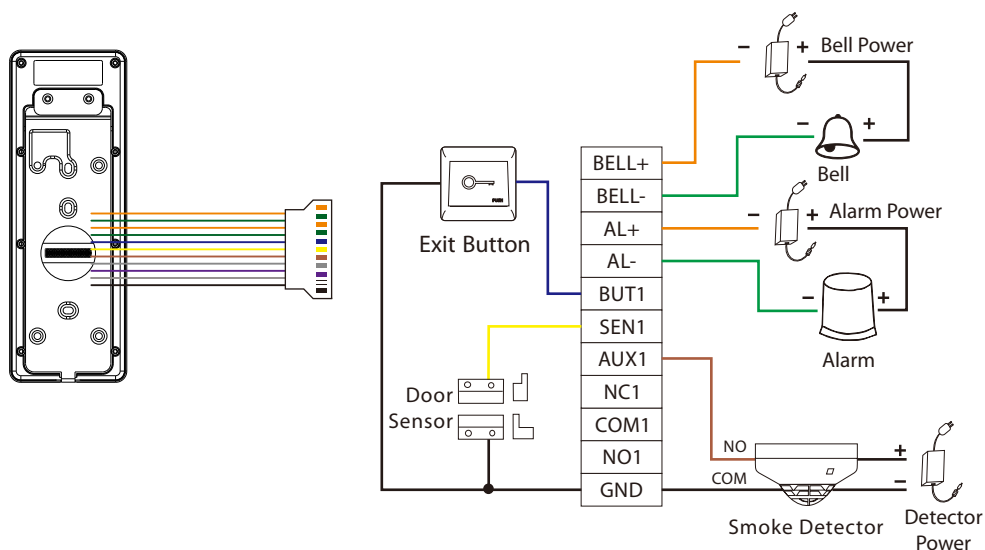 − + Bell Power
− +
Bell
− + Alarm Power
− +
Alarm
PUSH
Exit Button
BELL+
BELL-
AL+
AL-
BUT1
SEN1
AUX1
NC1
COM1
NO1
GND
Door
Sensor
NO
COM
+
−
Smoke Detector
Detector
Power